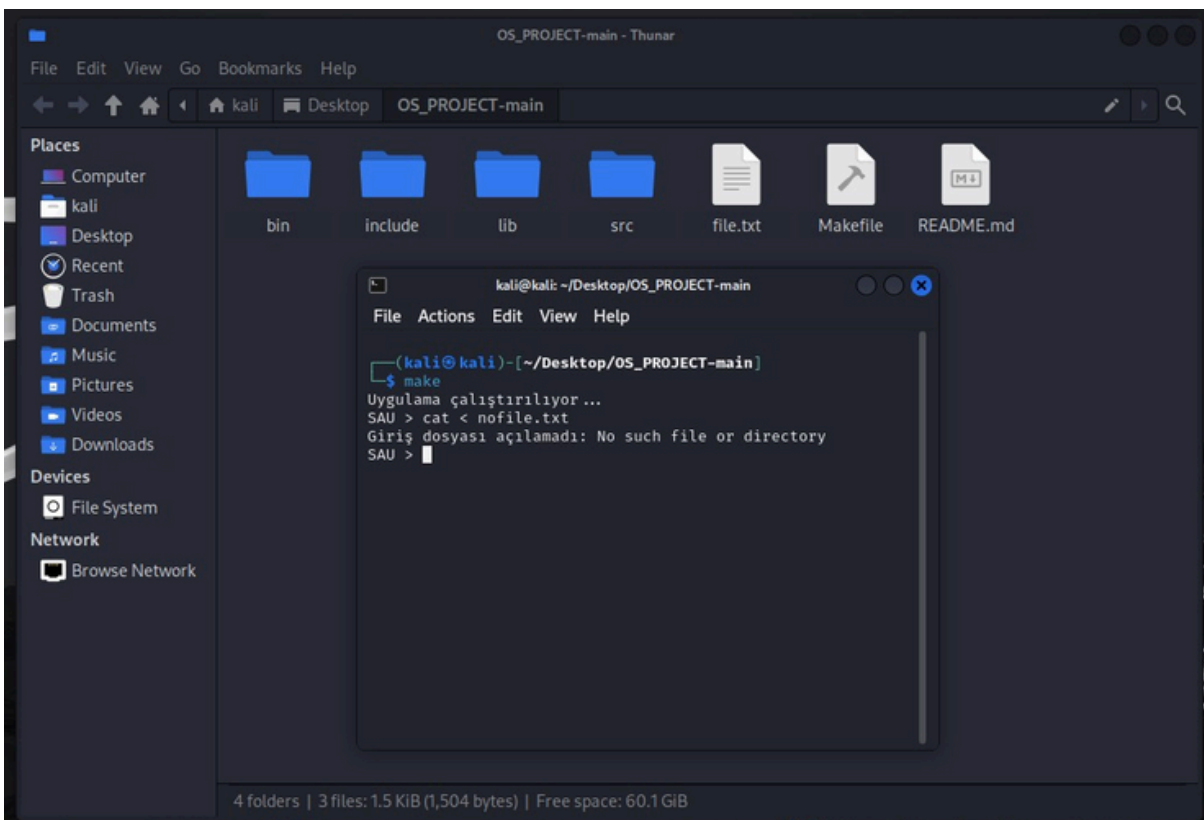 OS_PROJECT-main - Thunar
File Edit View Go Bookmarks Help
kali Desktop OS_PROJECT-main
Places
Computer
kali
Desktop
Recent
Trash
Documents
Music
Pictures
Videos
Downloads
Devices
File System
Network
Browse Network
bin include lib src file.txt Makefile README.md
kali@kali: ~/Desktop/OS_PROJECT-main
File Actions Edit View Help
(kali㉿kali)-[~/Desktop/OS_PROJECT-main]
$ make
Uygulama çalıştırılıyor ...
SAU > cat < nofile.txt
Giriş dosyası açılamadı: No such file or directory
SAU >
4 folders | 3 files: 1.5 KiB (1,504 bytes) | Free space: 60.1 GiB